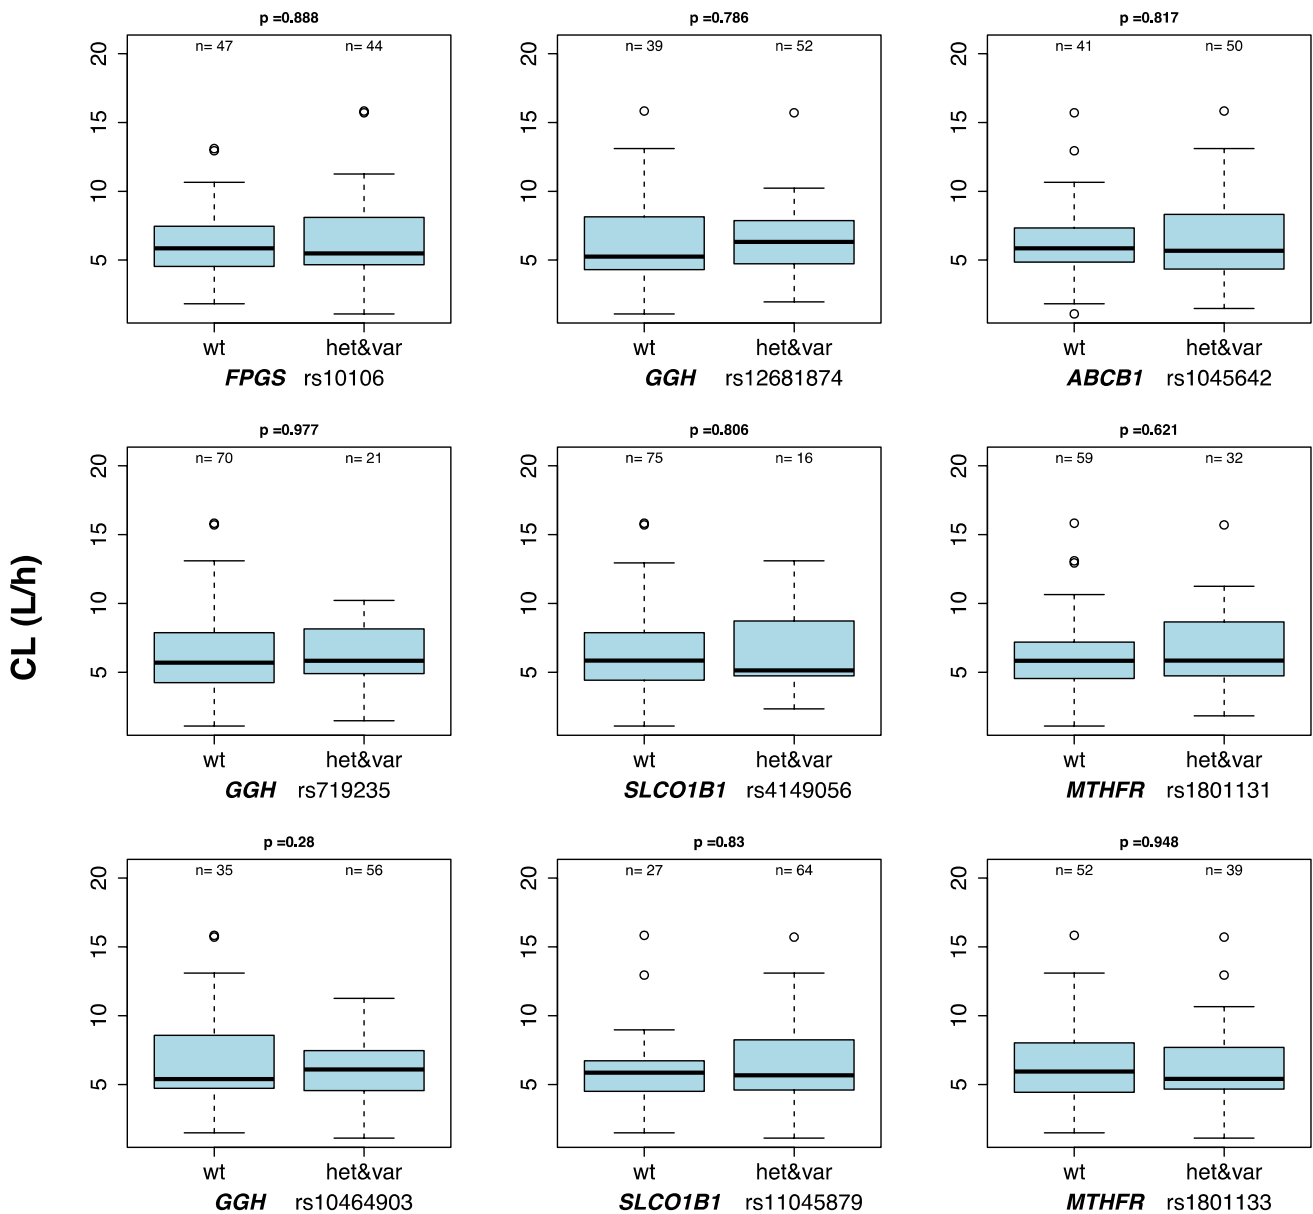 p =0.888
n= 47 n= 44
20
15
10
5
wt het&var
FPGS rs10106
p =0.786
n= 39 n= 52
20
15
10
5
wt het&var
GGH rs12681874
p =0.817
n= 41 n= 50
20
15
10
5
wt het&var
ABCB1 rs1045642
CL (L/h)
p =0.977
n= 70 n= 21
20
15
10
5
wt het&var
GGH rs719235
p =0.806
n= 75 n= 16
20
15
10
5
wt het&var
SLCO1B1 rs4149056
p =0.621
n= 59 n= 32
20
15
10
5
wt het&var
MTHFR rs1801131
p =0.28
n= 35 n= 56
20
15
10
5
wt het&var
GGH rs10464903
p =0.83
n= 27 n= 64
20
15
10
5
wt het&var
SLCO1B1 rs11045879
p =0.948
n= 52 n= 39
20
15
10
5
wt het&var
MTHFR rs1801133